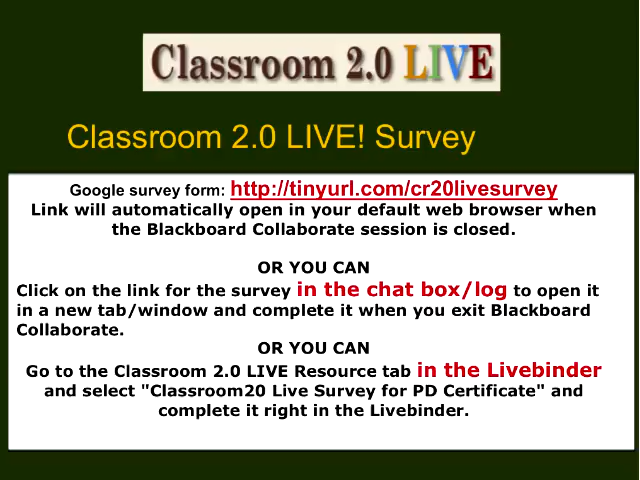 Classroom 2.0 LIVE
Classroom 2.0 LIVE! Survey
Google survey form: http://tinyurl.com/cr20livesurvey
Link will automatically open in your default web browser when
the Blackboard Collaborate session is closed.
OR YOU CAN
Click on the link for the survey in the chat box/log to open it
in a new tab/window and complete it when you exit Blackboard
Collaborate.
OR YOU CAN
Go to the Classroom 2.0 LIVE Resource tab in the Livebinder
and select "Classroom20 Live Survey for PD Certificate" and
complete it right in the Livebinder.